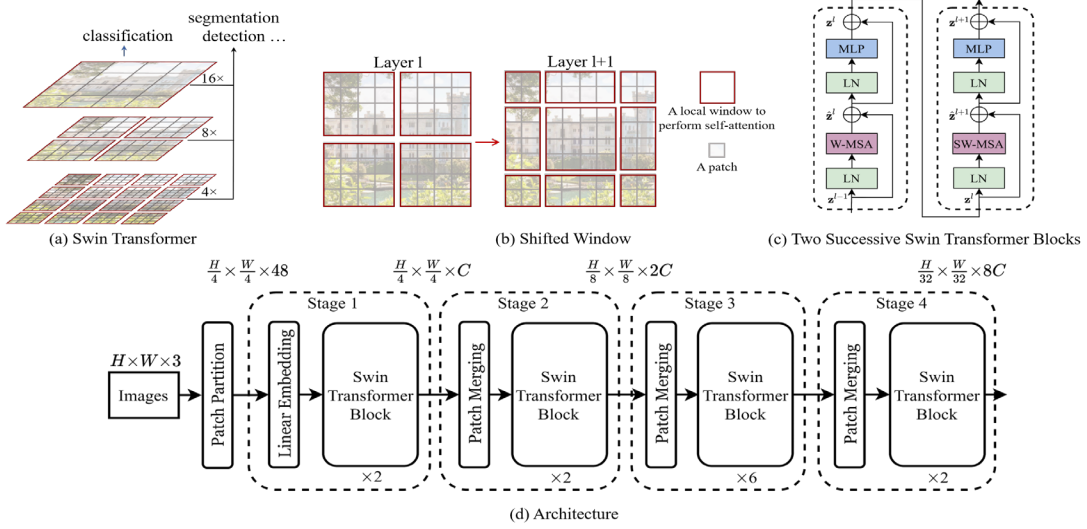 segmentation
classification
detection ...
16×
8×
4×
(a) Swin Transformer
Layer l
Layer l+1
A local window to
perform self-attention
A patch
(b) Shifted Window
z^l
MLP
LN
ẑ^l
W-MSA
LN
z^{l-1}
z^{l+1}
MLP
LN
ẑ^{l+1}
SW-MSA
LN
z^l
(c) Two Successive Swin Transformer Blocks
H/4 × W/4 × 48
H/4 × W/4 × C
H/8 × W/8 × 2C
H/32 × W/32 × 8C
Stage 1
Stage 2
Stage 3
Stage 4
H×W×3
Images
Patch Partition
Linear Embedding
Swin
Transformer
Block
×2
Patch Merging
Swin
Transformer
Block
×2
Patch Merging
Swin
Transformer
Block
×6
Patch Merging
Swin
Transformer
Block
×2
(d) Architecture